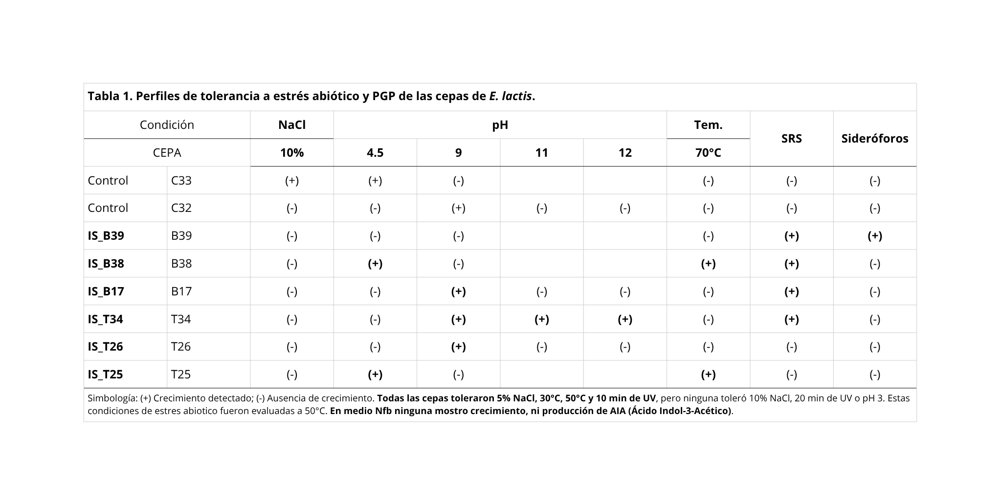 Tabla 1. Perfiles de tolerancia a estrés abiótico y PGP de las cepas de E. lactis.
Condición NaCl pH Tem. SRS Sideróforos
CEPA 10% 4.5 9 11 12 70°C
Control C33 (+) (+) (-) (-) (-) (-)
Control C32 (-) (-) (+) (-) (-) (-) (-) (-)
IS_B39 B39 (-) (-) (-) (-) (+) (+)
IS_B38 B38 (-) (+) (-) (+) (+) (-)
IS_B17 B17 (-) (-) (+) (-) (-) (-) (+) (-)
IS_T34 T34 (-) (-) (+) (+) (+) (-) (+) (-)
IS_T26 T26 (-) (-) (+) (-) (-) (-) (-) (-)
IS_T25 T25 (-) (+) (-) (+) (-) (-)
Simbología: (+) Crecimiento detectado; (-) Ausencia de crecimiento. Todas las cepas toleraron 5% NaCl, 30°C, 50°C y 10 min de UV, pero ninguna toleró 10% NaCl, 20 min de UV o pH 3. Estas
condiciones de estres abiotico fueron evaluadas a 50°C. En medio Nfb ninguna mostro crecimiento, ni producción de AIA (Ácido Indol-3-Acético).